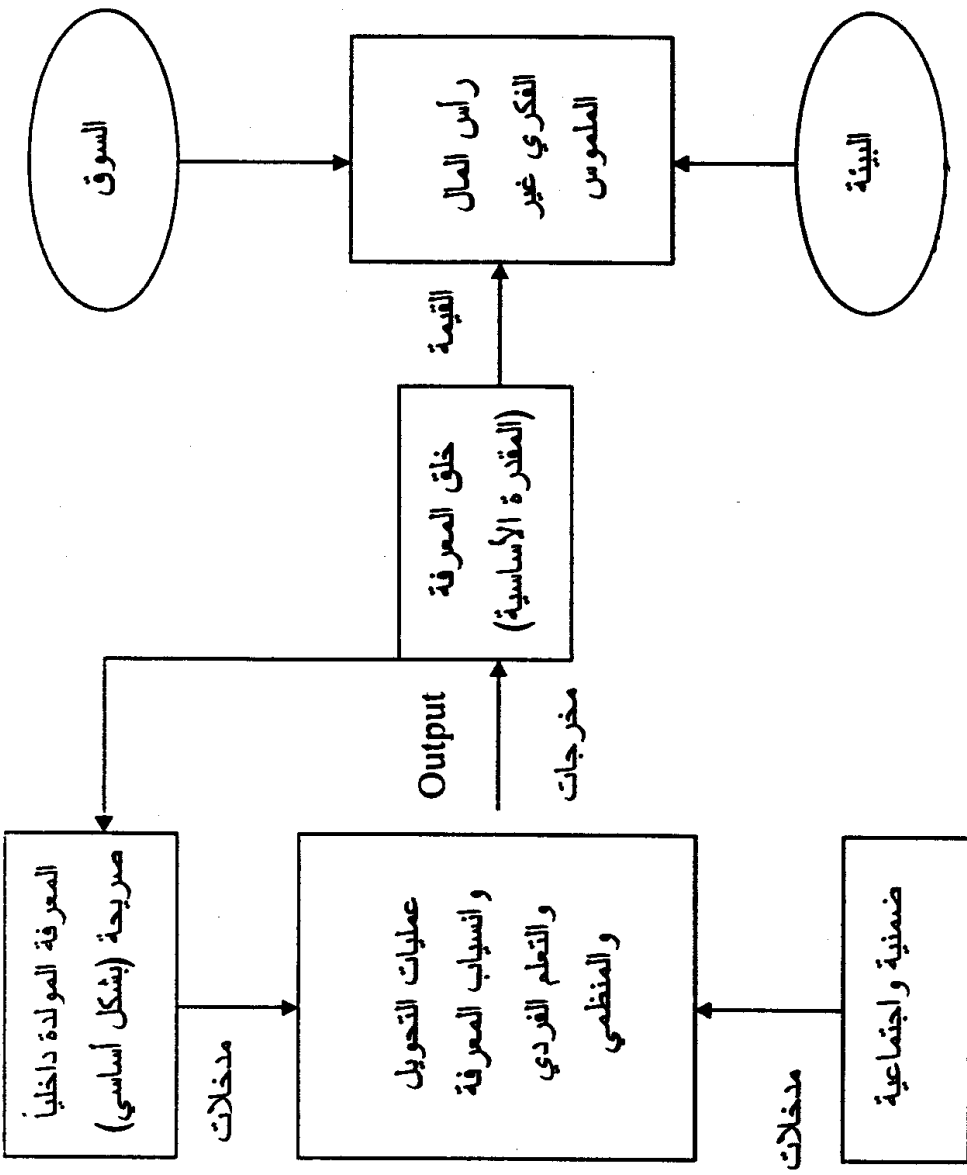 المعرفة المولدة داخلياً
صريحة (بشكل أساسي)
مدخلات
عمليات التحويل
وانسياب المعرفة
والتعلم الفردي
والمنظمي
مدخلات
ضمنية واجتماعية
Output
مخرجات
خلق المعرفة
(المقدرة الأساسية)
القيمة
السوق
رأس المال
الفكري غير
الملموس
البيئة